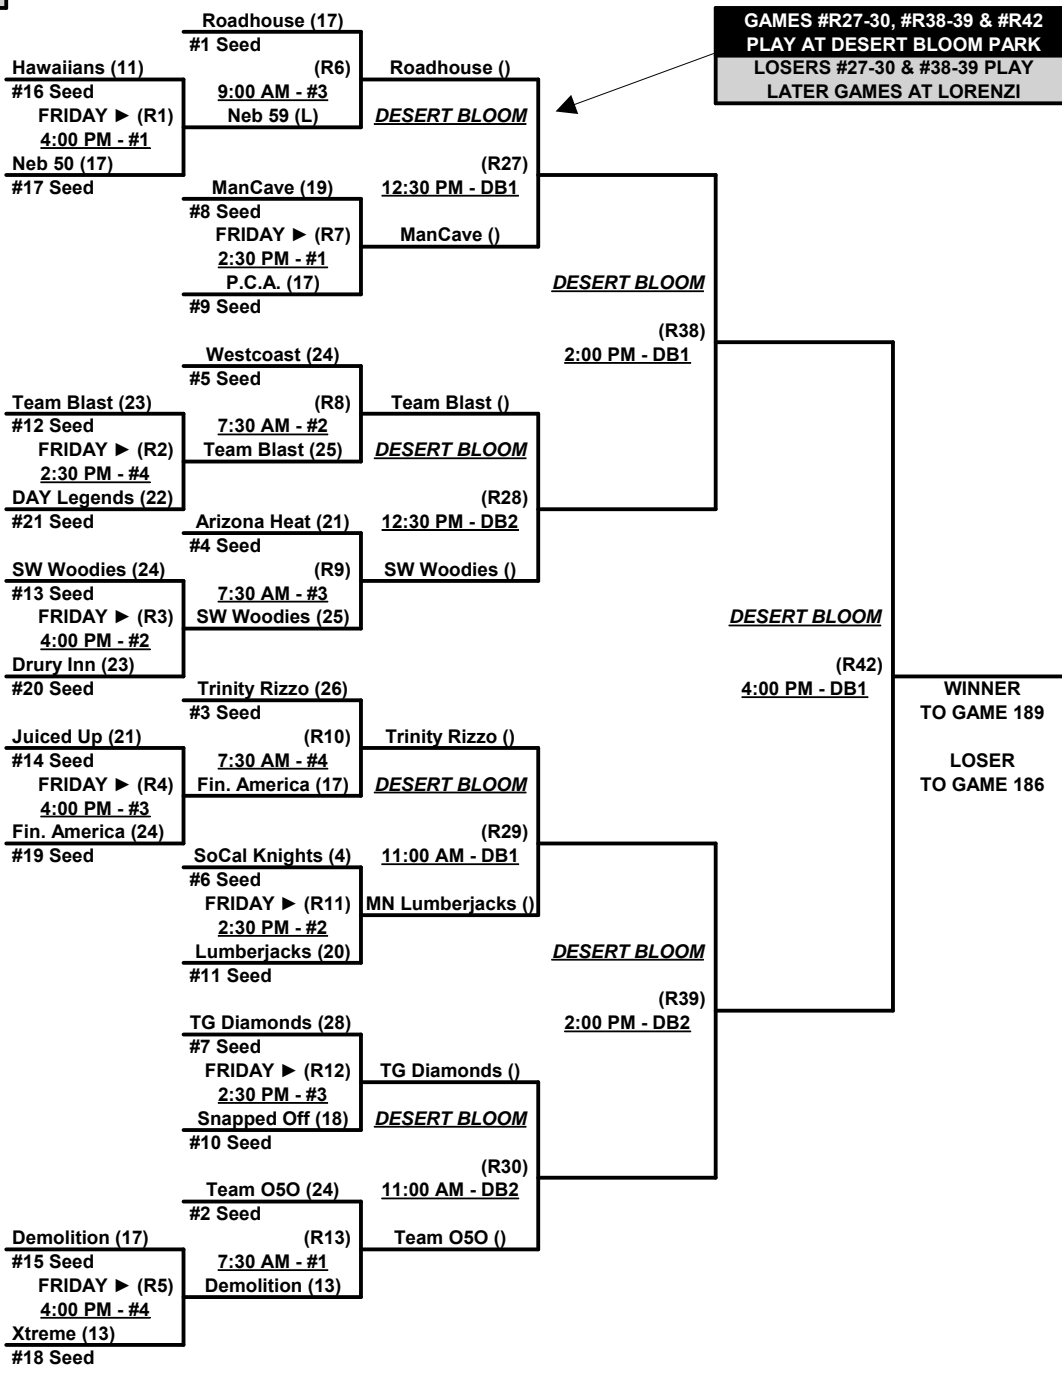 Roadhouse (17)
#1 Seed
GAMES #R27-30, #R38-39 & #R42
PLAY AT DESERT BLOOM PARK
LOSERS #27-30 & #38-39 PLAY
LATER GAMES AT LORENZI
Hawaiians (11)
(R6)
Roadhouse ()
#16 Seed
9:00 AM - #3
FRIDAY ► (R1)
Neb 59 (L)
DESERT BLOOM
4:00 PM - #1
Neb 50 (17)
(R27)
#17 Seed
ManCave (19)
12:30 PM - DB1
#8 Seed
FRIDAY ► (R7)
ManCave ()
2:30 PM - #1
P.C.A. (17)
DESERT BLOOM
#9 Seed
(R38)
Westcoast (24)
2:00 PM - DB1
#5 Seed
Team Blast (23)
(R8)
Team Blast ()
#12 Seed
7:30 AM - #2
FRIDAY ► (R2)
Team Blast (25)
DESERT BLOOM
2:30 PM - #4
DAY Legends (22)
(R28)
#21 Seed
Arizona Heat (21)
12:30 PM - DB2
#4 Seed
SW Woodies (24)
(R9)
SW Woodies ()
#13 Seed
7:30 AM - #3
FRIDAY ► (R3)
SW Woodies (25)
DESERT BLOOM
4:00 PM - #2
Drury Inn (23)
(R42)
#20 Seed
Trinity Rizzo (26)
4:00 PM - DB1
WINNER
#3 Seed
TO GAME 189
Juiced Up (21)
(R10)
Trinity Rizzo ()
#14 Seed
7:30 AM - #4
LOSER
FRIDAY ► (R4)
Fin. America (17)
DESERT BLOOM
TO GAME 186
4:00 PM - #3
Fin. America (24)
(R29)
#19 Seed
SoCal Knights (4)
11:00 AM - DB1
#6 Seed
FRIDAY ► (R11)
MN Lumberjacks ()
2:30 PM - #2
Lumberjacks (20)
DESERT BLOOM
#11 Seed
(R39)
TG Diamonds (28)
2:00 PM - DB2
#7 Seed
FRIDAY ► (R12)
TG Diamonds ()
2:30 PM - #3
Snapped Off (18)
DESERT BLOOM
#10 Seed
(R30)
Team O5O (24)
11:00 AM - DB2
#2 Seed
Demolition (17)
(R13)
Team O5O ()
#15 Seed
7:30 AM - #1
FRIDAY ► (R5)
Demolition (13)
4:00 PM - #4
Xtreme (13)
#18 Seed